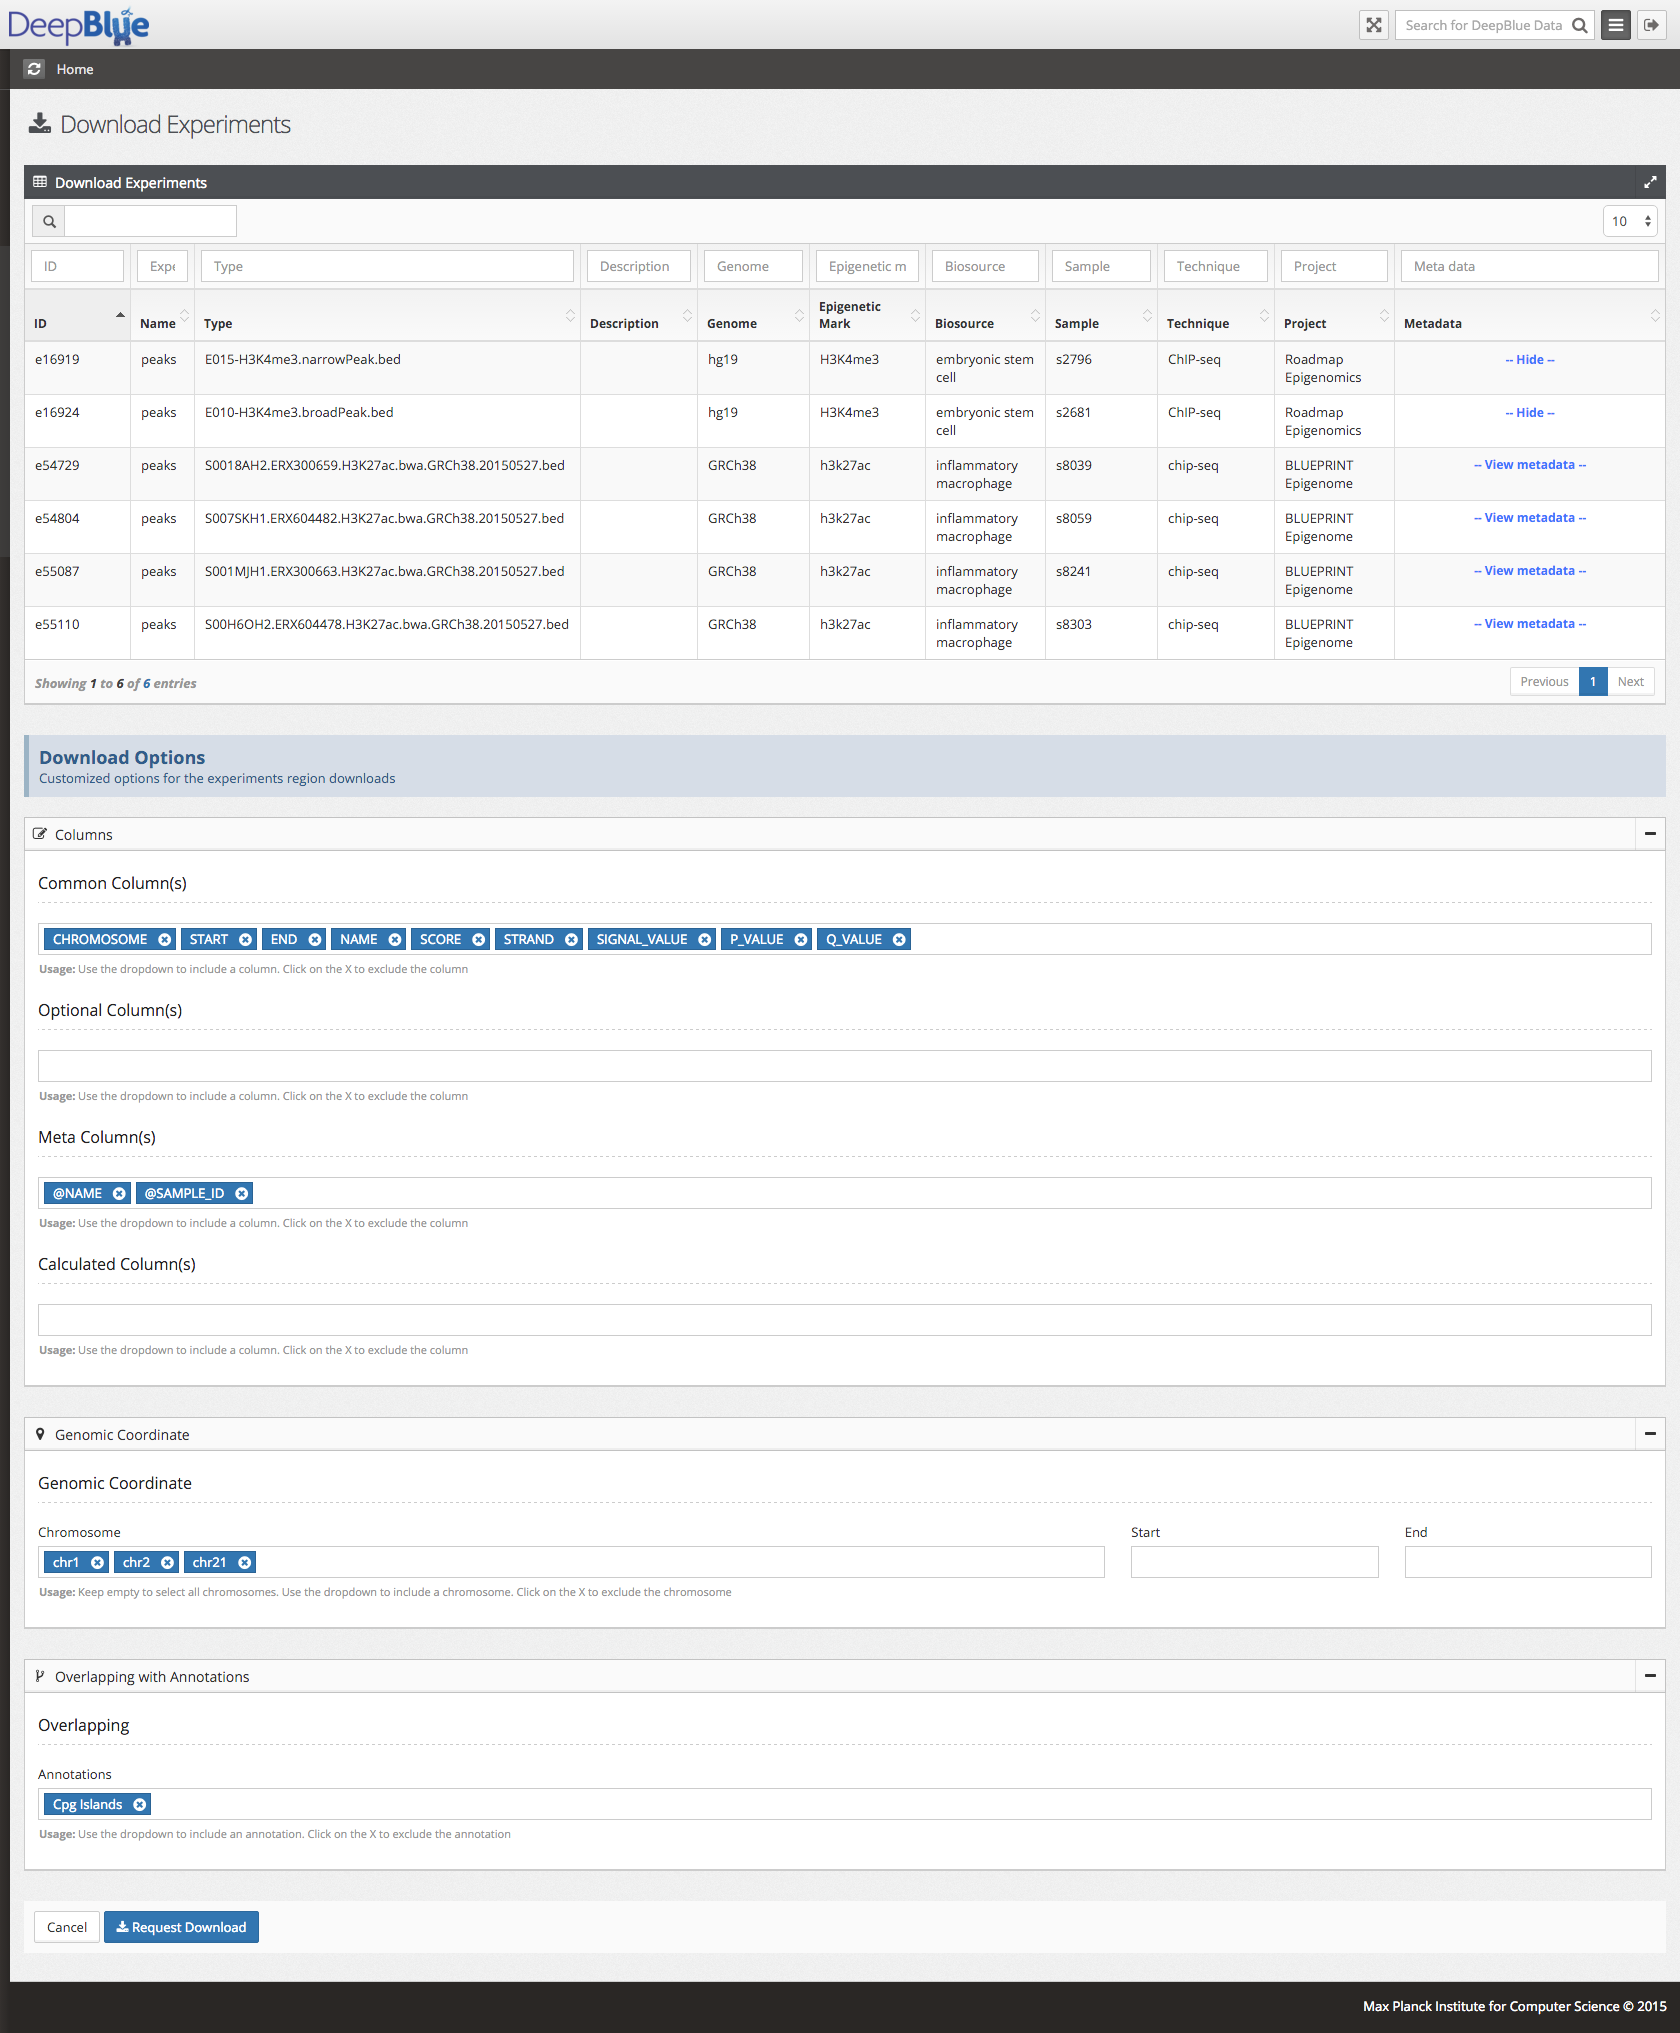 DeepBlue
Search for DeepBlue Data
Home
Download Experiments
Download Experiments
10
ID Expe Type Description Genome Epigenetic m Biosource Sample Technique Project Meta data
ID Name Type Description Genome Epigenetic Mark Biosource Sample Technique Project Metadata
e16919 peaks E015-H3K4me3.narrowPeak.bed hg19 H3K4me3 embryonic stem cell s2796 ChIP-seq Roadmap Epigenomics -- Hide --
e16924 peaks E010-H3K4me3.broadPeak.bed hg19 H3K4me3 embryonic stem cell s2681 ChIP-seq Roadmap Epigenomics -- Hide --
e54729 peaks S0018AH2.ERX300659.H3K27ac.bwa.GRCh38.20150527.bed GRCh38 h3k27ac inflammatory macrophage s8039 chip-seq BLUEPRINT Epigenome -- View metadata --
e54804 peaks S007SKH1.ERX604482.H3K27ac.bwa.GRCh38.20150527.bed GRCh38 h3k27ac inflammatory macrophage s8059 chip-seq BLUEPRINT Epigenome -- View metadata --
e55087 peaks S001MJH1.ERX300663.H3K27ac.bwa.GRCh38.20150527.bed GRCh38 h3k27ac inflammatory macrophage s8241 chip-seq BLUEPRINT Epigenome -- View metadata --
e55110 peaks S00H6OH2.ERX604478.H3K27ac.bwa.GRCh38.20150527.bed GRCh38 h3k27ac inflammatory macrophage s8303 chip-seq BLUEPRINT Epigenome -- View metadata --
Showing 1 to 6 of 6 entries Previous 1 Next
Download Options
Customized options for the experiments region downloads
Columns
Common Column(s)
CHROMOSOME START END NAME SCORE STRAND SIGNAL_VALUE P_VALUE Q_VALUE
Usage: Use the dropdown to include a column. Click on the X to exclude the column
Optional Column(s)
Usage: Use the dropdown to include a column. Click on the X to exclude the column
Meta Column(s)
@NAME @SAMPLE_ID
Usage: Use the dropdown to include a column. Click on the X to exclude the column
Calculated Column(s)
Usage: Use the dropdown to include a column. Click on the X to exclude the column
Genomic Coordinate
Genomic Coordinate
Chromosome Start End
chr1 chr2 chr21
Usage: Keep empty to select all chromosomes. Use the dropdown to include a chromosome. Click on the X to exclude the chromosome
Overlapping with Annotations
Overlapping
Annotations
Cpg Islands
Usage: Use the dropdown to include an annotation. Click on the X to exclude the annotation
Cancel Request Download
Max Planck Institute for Computer Science © 2015